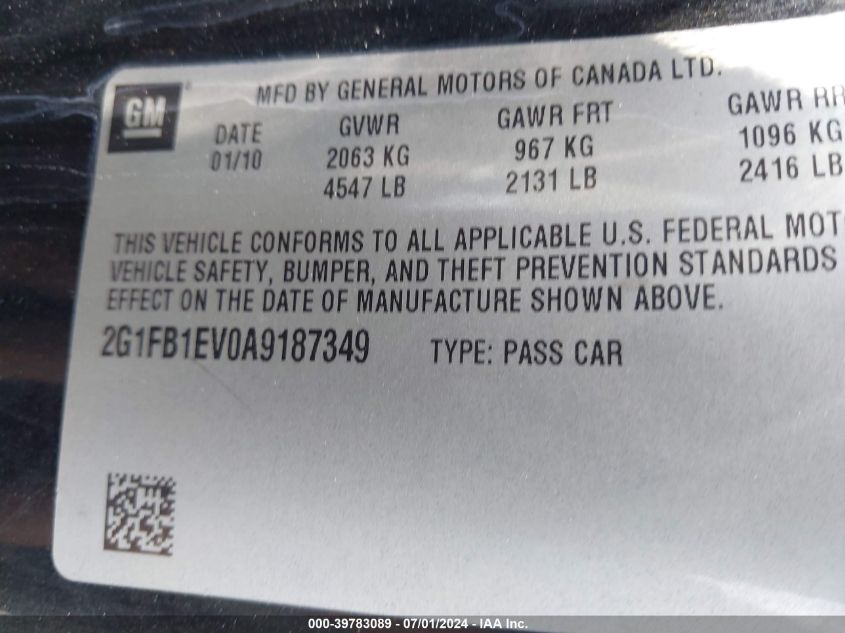 GM
MFD BY GENERAL MOTORS OF CANADA LTD.
DATE GVWR GAWR FRT GAWR RR
01/10 2063 KG 967 KG 1096 KG
4547 LB 2131 LB 2416 LB
THIS VEHICLE CONFORMS TO ALL APPLICABLE U.S. FEDERAL MOT
VEHICLE SAFETY, BUMPER, AND THEFT PREVENTION STANDARDS
EFFECT ON THE DATE OF MANUFACTURE SHOWN ABOVE.
2G1FB1EV0A9187349 TYPE: PASS CAR
000-39783089 - 07/01/2024 - IAA Inc.